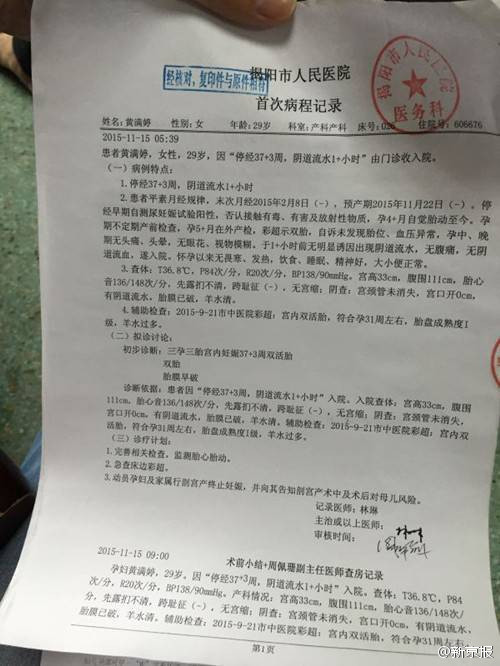 揭阳市人民医院
经核对，复印件与原件相符
首次病程记录
揭阳市人民医院
医务科
姓名：黄满婷 性别：女 年龄：29岁 科室：产科产科 床号：020 住院号：606676
2015-11-15 05:39
患者黄满婷，女性，29岁，因“停经37+3周，阴道流水1+小时”由门诊收入院。
（一）病例特点：
1.停经37+3周，阴道流水1+小时
2.患者平素月经规律，末次月经2015年2月8日（-），预产期2015年11月22日（-），停
经早期自测尿妊娠试验阳性，否认接触有毒、有害及放射性物质，孕4+月自觉胎动至今。孕
期不定期产前检查，孕5+月在外产检，彩超示双胎，自诉未发现胎位、血压异常，孕中、晚
期无头痛、头晕，无眼花、视物模糊，于1+小时前无明显诱因出现阴道流水，无腹痛，无阴
道流血，遂入院，怀孕以来无畏寒、发热，饮食、睡眠、精神好，大小便正常。
3.查体：T36.8℃，P84次/分，R20次/分，BP138/90mmHg，宫高33cm，腹围111cm，胎心
音136/148次/分，先露扪不清，跨耻征（-），无宫缩；阴查：宫颈管未消失，宫口开0cm，
有阴道流水，胎膜已破，羊水清。
4.辅助检查：2015-9-21市中医院彩超：宫内双活胎，符合孕31周左右，胎盘成熟度I
级，羊水过多。
（二）拟诊讨论：
初步诊断：三孕三胎宫内妊娠37+3周双活胎
双胎
胎膜早破
诊断依据：患者因“停经37+3周，阴道流水1+小时”入院。入院查体：宫高33cm，腹围
111cm，胎心音136/148次/分，先露扪不清，跨耻征（-），无宫缩；阴查：宫颈管未消失，
宫口开0cm，有阴道流水，胎膜已破，羊水清。辅助检查：2015-9-21市中医院彩超：宫内双
活胎，符合孕31周左右，胎盘成熟度I级，羊水过多。
（三）诊疗计划：
1.完善相关检查，监测胎心胎动。
2.急查床边彩超。
3.动员孕妇及家属行剖宫产终止妊娠，并向其告知剖宫产术中及术后对母儿风险。
记录医师：林琳
主治或以上医师：
审核时间：
2015-11-15 09:00 术前小结+周佩珊副主任医师查房记录
孕妇黄满婷，29岁，因“停经37+3周，阴道流水1+小时”入院。入院查体：T36.8℃，P84
次/分，R20次/分，BP138/90mmHg。产科情况：宫高33cm，腹围111cm，胎心音136/148次/
分，先露扪不清，跨耻征（-），无宫缩；阴查：宫颈管未消失，宫口开0cm，有阴道流水，
胎膜已破，羊水清。辅助检查：2015-9-21市中医院彩超：宫内双活胎，符合孕31周左右，
第1页
@新京报